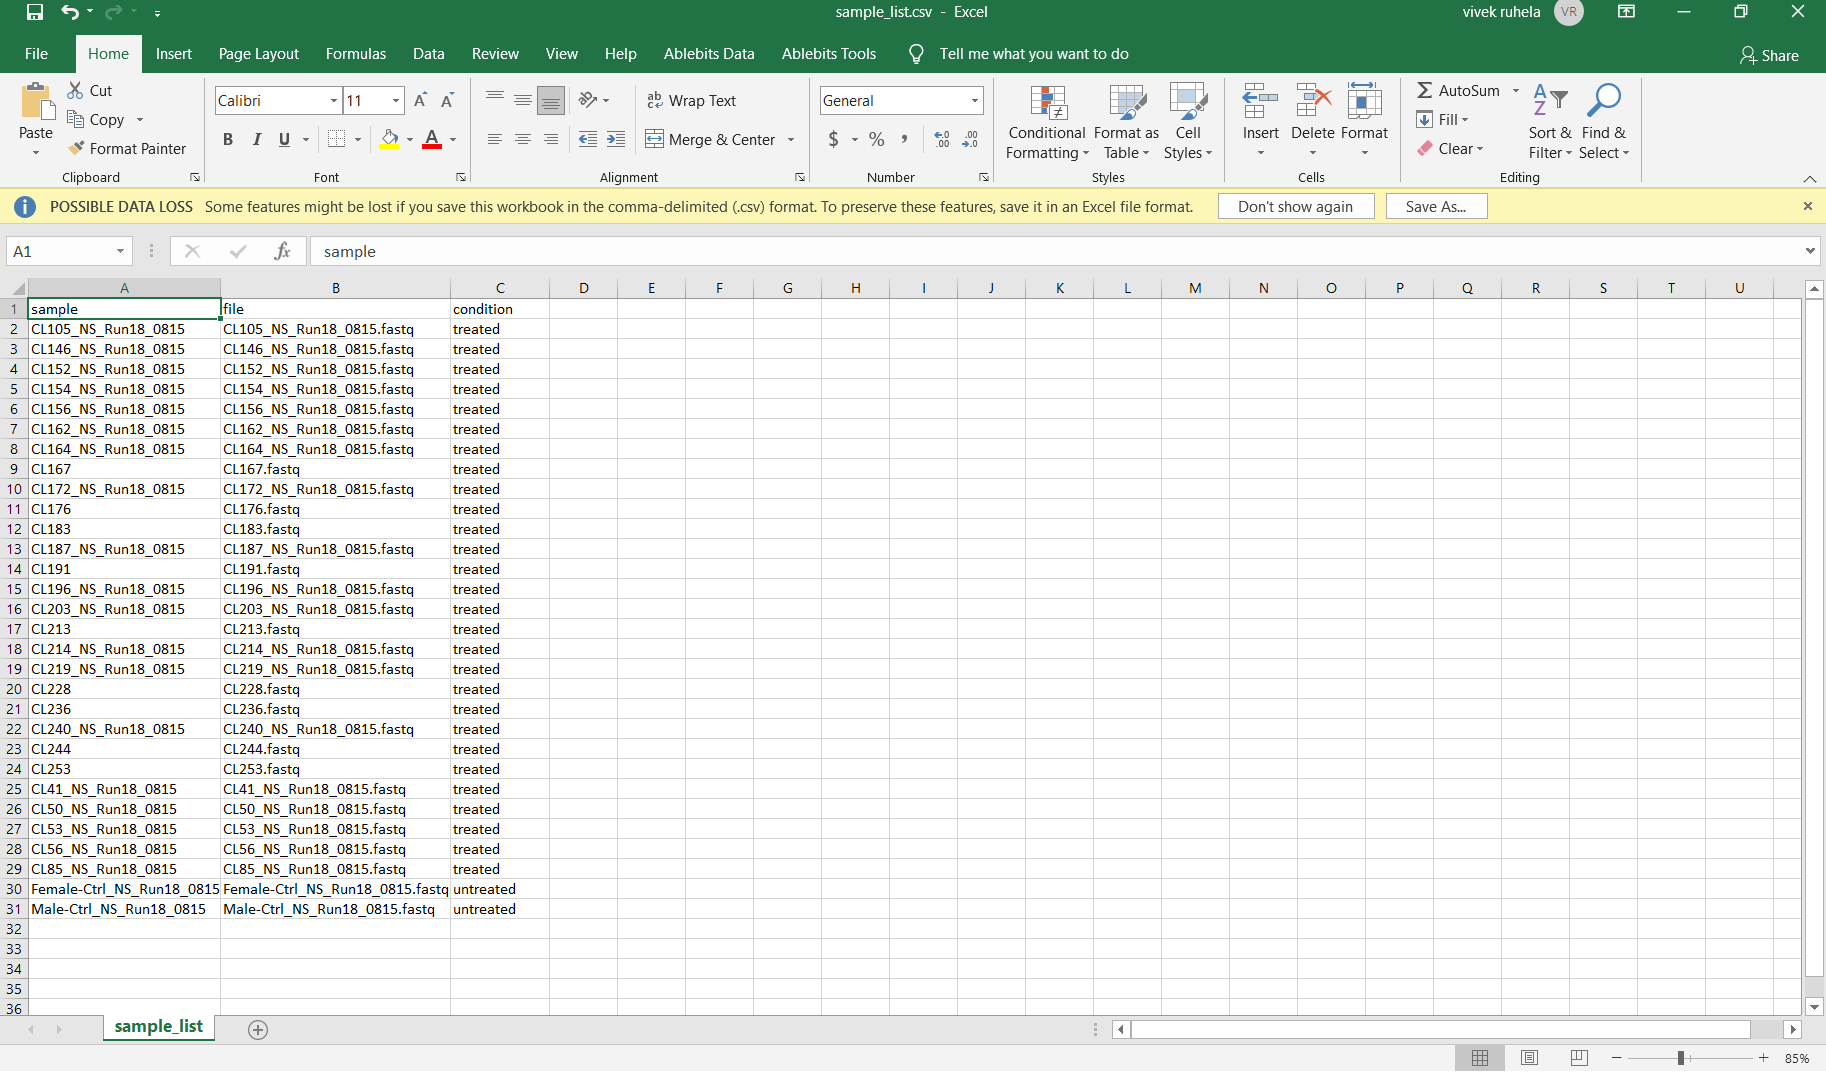 sample_list.csv - Excel
vivek ruhela VR
File Home Insert Page Layout Formulas Data Review View Help Ablebits Data Ablebits Tools Tell me what you want to do Share
Paste
Cut
Copy
Format Painter
Clipboard
Calibri 11
B I U
Font
Wrap Text
Merge & Center
Alignment
General
$ % ,
Number
Conditional Formatting
Format as Table
Cell Styles
Styles
Insert Delete Format
Cells
AutoSum
Fill
Clear
Sort & Filter
Find & Select
Editing
POSSIBLE DATA LOSS Some features might be lost if you save this workbook in the comma-delimited (.csv) format. To preserve these features, save it in an Excel file format. Don't show again Save As...
A1 fx sample
A B C D E F G H I J K L M N O P Q R S T U
1 sample file condition
2 CL105_NS_Run18_0815 CL105_NS_Run18_0815.fastq treated
3 CL146_NS_Run18_0815 CL146_NS_Run18_0815.fastq treated
4 CL152_NS_Run18_0815 CL152_NS_Run18_0815.fastq treated
5 CL154_NS_Run18_0815 CL154_NS_Run18_0815.fastq treated
6 CL156_NS_Run18_0815 CL156_NS_Run18_0815.fastq treated
7 CL162_NS_Run18_0815 CL162_NS_Run18_0815.fastq treated
8 CL164_NS_Run18_0815 CL164_NS_Run18_0815.fastq treated
9 CL167 CL167.fastq treated
10 CL172_NS_Run18_0815 CL172_NS_Run18_0815.fastq treated
11 CL176 CL176.fastq treated
12 CL183 CL183.fastq treated
13 CL187_NS_Run18_0815 CL187_NS_Run18_0815.fastq treated
14 CL191 CL191.fastq treated
15 CL196_NS_Run18_0815 CL196_NS_Run18_0815.fastq treated
16 CL203_NS_Run18_0815 CL203_NS_Run18_0815.fastq treated
17 CL213 CL213.fastq treated
18 CL214_NS_Run18_0815 CL214_NS_Run18_0815.fastq treated
19 CL219_NS_Run18_0815 CL219_NS_Run18_0815.fastq treated
20 CL228 CL228.fastq treated
21 CL236 CL236.fastq treated
22 CL240_NS_Run18_0815 CL240_NS_Run18_0815.fastq treated
23 CL244 CL244.fastq treated
24 CL253 CL253.fastq treated
25 CL41_NS_Run18_0815 CL41_NS_Run18_0815.fastq treated
26 CL50_NS_Run18_0815 CL50_NS_Run18_0815.fastq treated
27 CL53_NS_Run18_0815 CL53_NS_Run18_0815.fastq treated
28 CL56_NS_Run18_0815 CL56_NS_Run18_0815.fastq treated
29 CL85_NS_Run18_0815 CL85_NS_Run18_0815.fastq treated
30 Female-Ctrl_NS_Run18_0815 Female-Ctrl_NS_Run18_0815.fastq untreated
31 Male-Ctrl_NS_Run18_0815 Male-Ctrl_NS_Run18_0815.fastq untreated
32
33
34
35
36
sample_list
85%